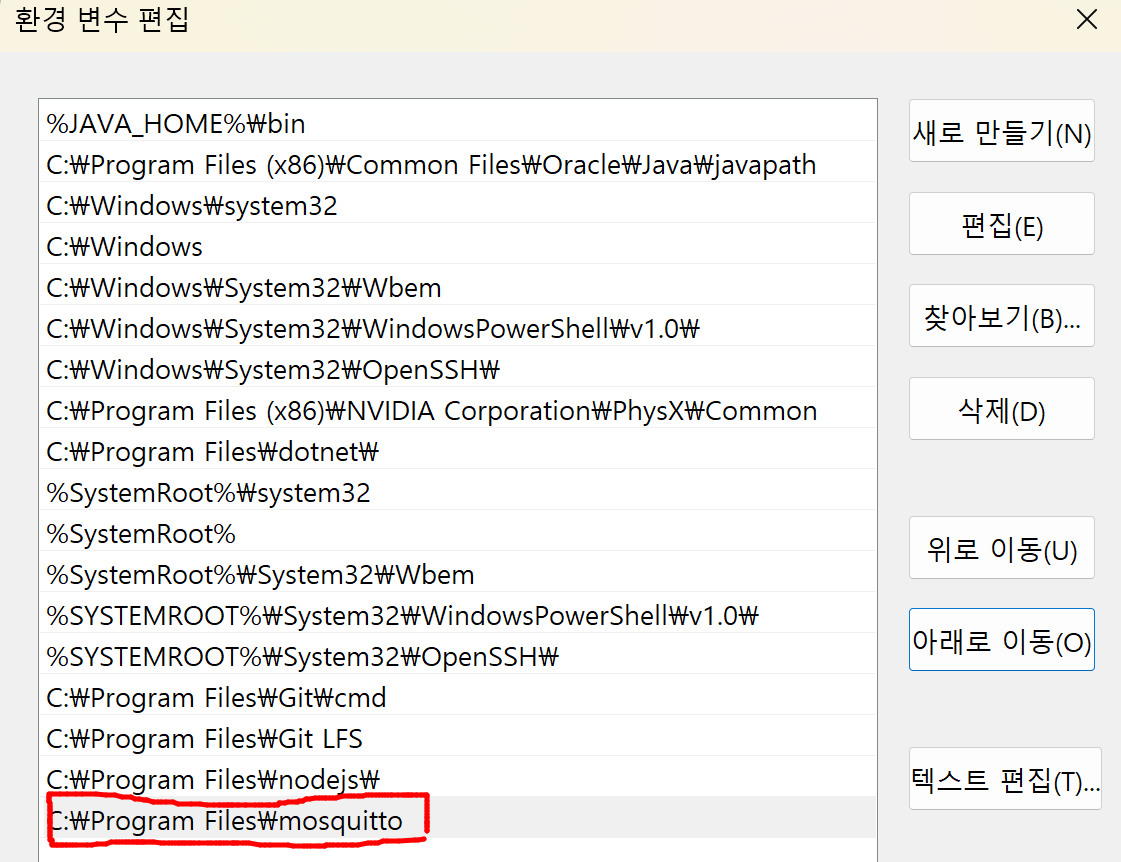 환경 변수 편집
%JAVA_HOME%₩bin
C:₩Program Files (x86)₩Common Files₩Oracle₩Java₩javapath
C:₩Windows₩system32
C:₩Windows
C:₩Windows₩System32₩Wbem
C:₩Windows₩System32₩WindowsPowerShell₩v1.0₩
C:₩Windows₩System32₩OpenSSH₩
C:₩Program Files (x86)₩NVIDIA Corporation₩PhysX₩Common
C:₩Program Files₩dotnet₩
%SystemRoot%₩system32
%SystemRoot%
%SystemRoot%₩System32₩Wbem
%SYSTEMROOT%₩System32₩WindowsPowerShell₩v1.0₩
%SYSTEMROOT%₩System32₩OpenSSH₩
C:₩Program Files₩Git₩cmd
C:₩Program Files₩Git LFS
C:₩Program Files₩nodejs₩
C:₩Program Files₩mosquitto
새로 만들기(N)
편집(E)
찾아보기(B)...
삭제(D)
위로 이동(U)
아래로 이동(O)
텍스트 편집(T)...